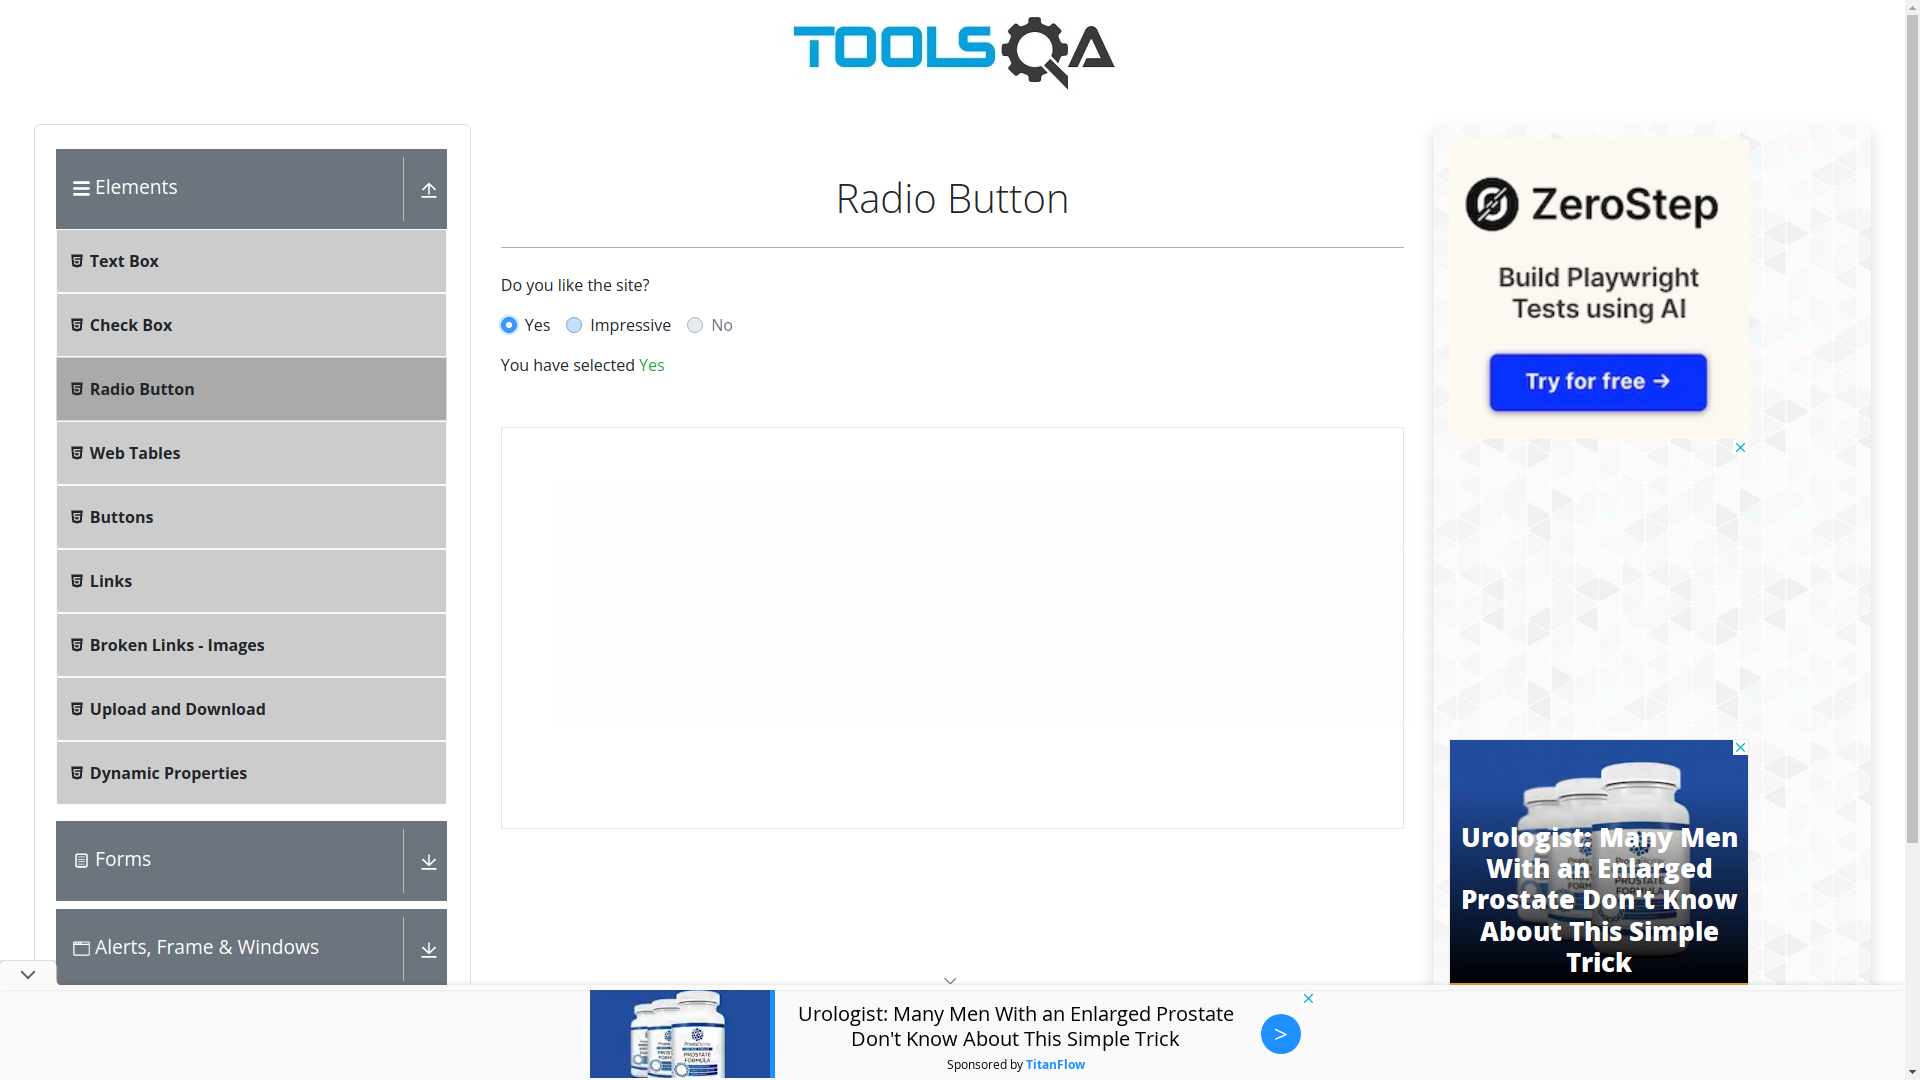 TOOLSQA
Elements
Text Box
Check Box
Radio Button
Web Tables
Buttons
Links
Broken Links - Images
Upload and Download
Dynamic Properties
Forms
Alerts, Frame & Windows
Radio Button
Do you like the site?
Yes
Impressive
No
You have selected Yes
ZeroStep
Build Playwright
Tests using AI
Try for free →
Urologist: Many Men
With an Enlarged
Prostate Don't Know
About This Simple
Trick
PROSTATE
FORMULA
Urologist: Many Men With an Enlarged Prostate
Don't Know About This Simple Trick
Sponsored by TitanFlow
>